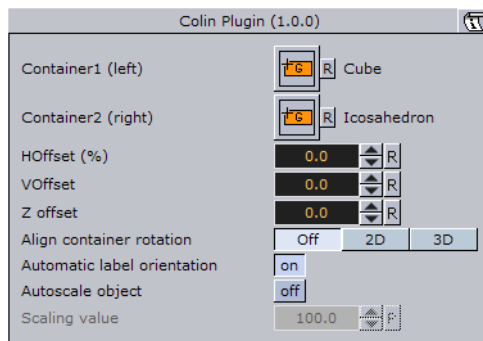 Colin Plugin (1.0.0)
Container1 (left) G R Cube
Container2 (right) G R Icosahedron
HOffset (%) 0.0 R
VOffset 0.0 R
Z offset 0.0 R
Align container rotation Off 2D 3D
Automatic label orientation on
Autoscale object off
Scaling value 100.0 R